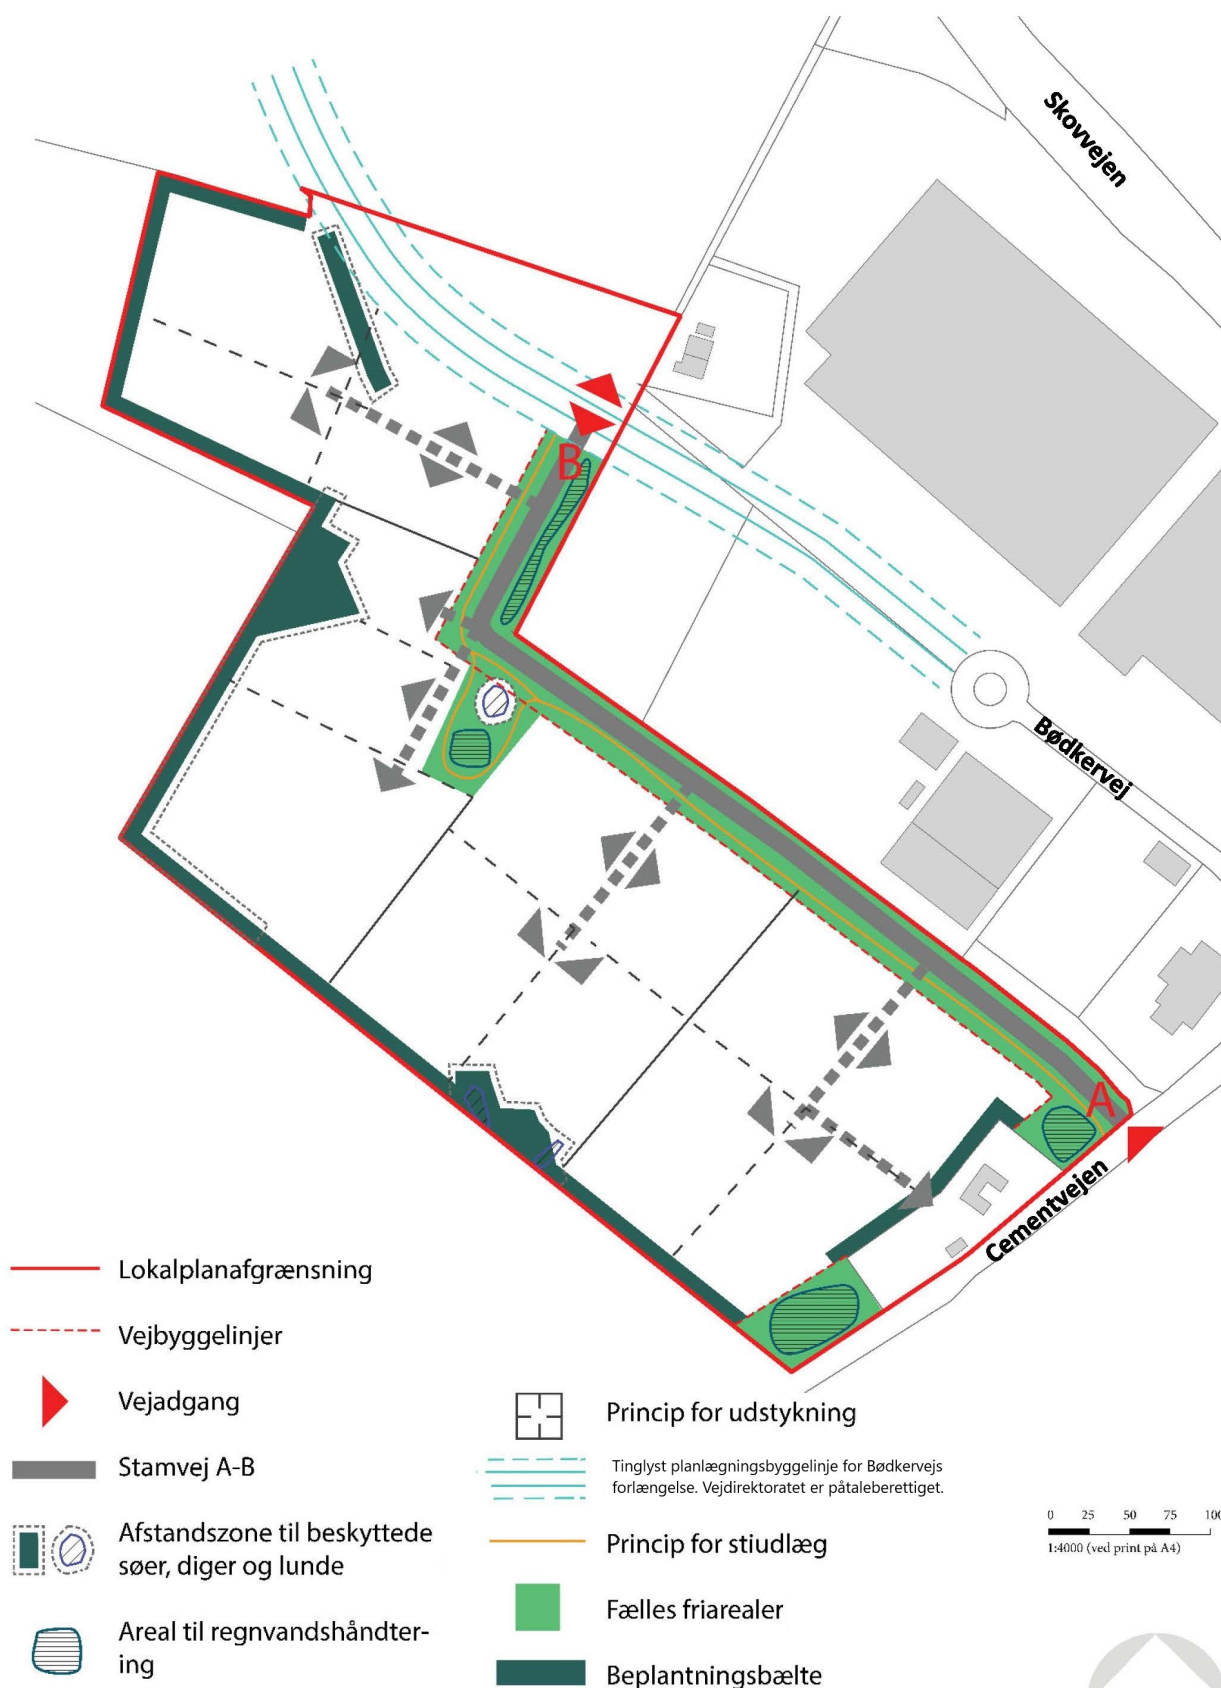 Skovvejen
B
Bødkervej
A
Cementvejen
Lokalplanafgrænsning
Vejbyggelinjer
Vejadgang
Stamvej A-B
Afstandszone til beskyttede
søer, diger og lunde
Areal til regnvandshåndter-
ing
Princip for udstykning
Tinglyst planlægningsbyggelinje for Bødkervejs
forlængelse. Vejdirektoratet er påtaleberettiget.
Princip for stiudlæg
Fælles friarealer
Beplantningsbælte
0 25 50 75 100
1:4000 (ved print på A4)